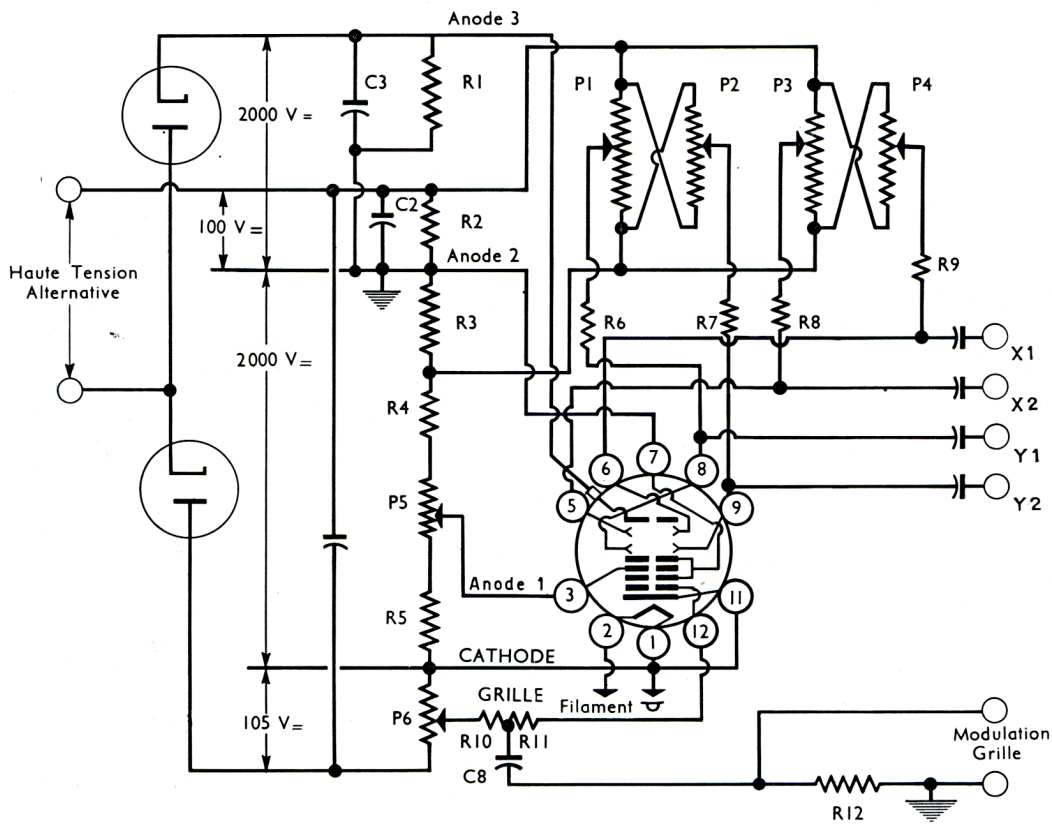 Anode 3
C3
R1
P1
P2
P3
P4
2000 V =
C2
R2
100 V =
Anode 2
Haute Tension
Alternative
R9
R3
R6
R7
R8
X1
2000 V =
X2
R4
Y1
6
7
8
5
9
Y2
P5
Anode 1
3
11
R5
2
1
12
CATHODE
GRILLE
Filament
105 V =
P6
R10
R11
Modulation
Grille
C8
R12